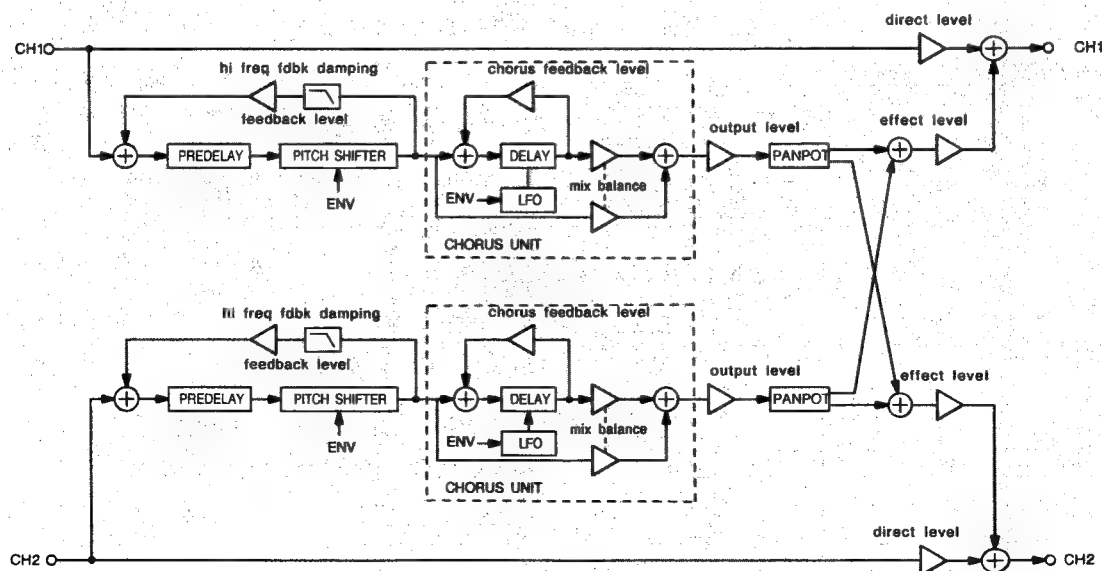 direct level
CH1
CH1
hi freq fdbk damping
chorus feedback level
feedback level
output level
effect level
PREDELAY
PITCH SHIFTER
DELAY
PANPOT
mix balance
ENV
ENV
LFO
CHORUS UNIT
hi freq fdbk damping
chorus feedback level
feedback level
output level
effect level
PREDELAY
PITCH SHIFTER
DELAY
PANPOT
mix balance
ENV
ENV
LFO
CHORUS UNIT
direct level
CH2
CH2